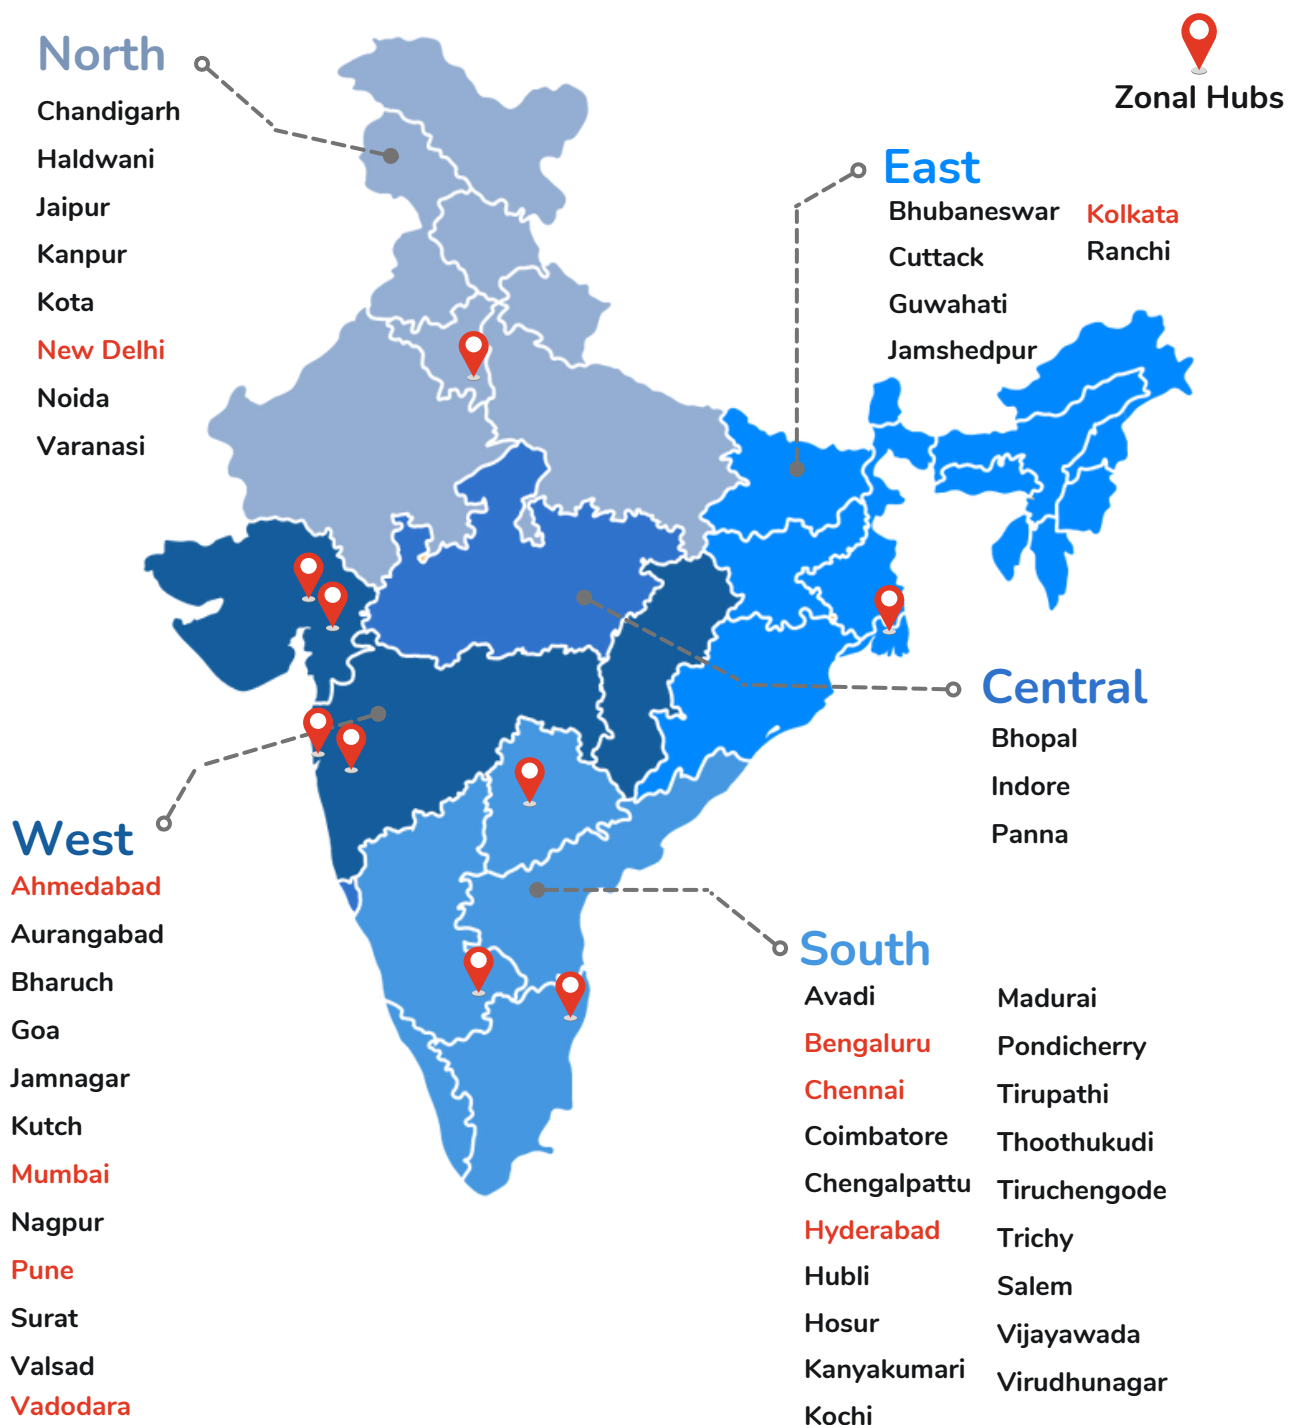 Zonal Hubs
North
Chandigarh
Haldwani
Jaipur
Kanpur
Kota
New Delhi
Noida
Varanasi
East
Bhubaneswar
Cuttack
Guwahati
Jamshedpur
Kolkata
Ranchi
Central
Bhopal
Indore
Panna
West
Ahmedabad
Aurangabad
Bharuch
Goa
Jamnagar
Kutch
Mumbai
Nagpur
Pune
Surat
Valsad
Vadodara
South
Avadi
Bengaluru
Chennai
Coimbatore
Chengalpattu
Hyderabad
Hubli
Hosur
Kanyakumari
Kochi
Madurai
Pondicherry
Tirupathi
Thoothukudi
Tiruchengode
Trichy
Salem
Vijayawada
Virudhunagar